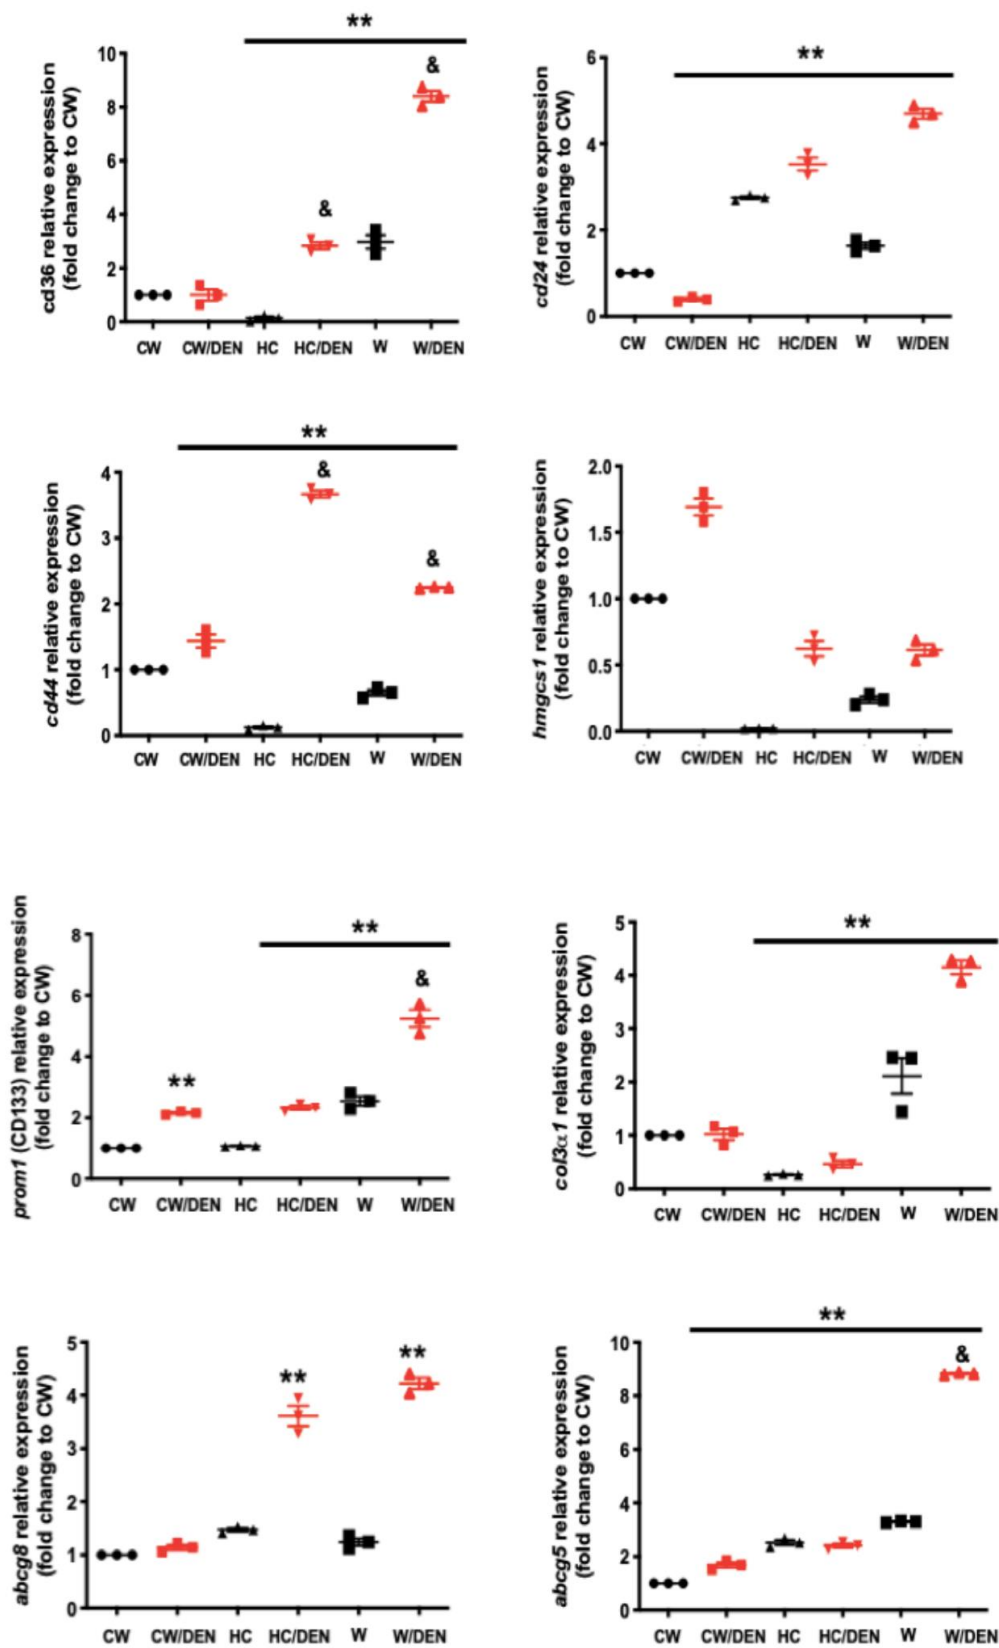 **
&
&
cd36 relative expression
(fold change to CW)
10
8
6
4
2
0
CW CW/DEN HC HC/DEN W W/DEN
**
cd24 relative expression
(fold change to CW)
6
4
2
0
CW CW/DEN HC HC/DEN W W/DEN
**
&
&
cd44 relative expression
(fold change to CW)
4
3
2
1
0
CW CW/DEN HC HC/DEN W W/DEN
hmgcs1 relative expression
(fold change to CW)
2.0
1.5
1.0
0.5
0.0
CW CW/DEN HC HC/DEN W W/DEN
**
&
**
prom1 (CD133) relative expression
(fold change to CW)
8
6
4
2
0
CW CW/DEN HC HC/DEN W W/DEN
**
col3α1 relative expression
(fold change to CW)
5
4
3
2
1
0
CW CW/DEN HC HC/DEN W W/DEN
**
**
abcg8 relative expression
(fold change to CW)
5
4
3
2
1
0
CW CW/DEN HC HC/DEN W W/DEN
**
&
abcg5 relative expression
(fold change to CW)
10
8
6
4
2
0
CW CW/DEN HC HC/DEN W W/DEN